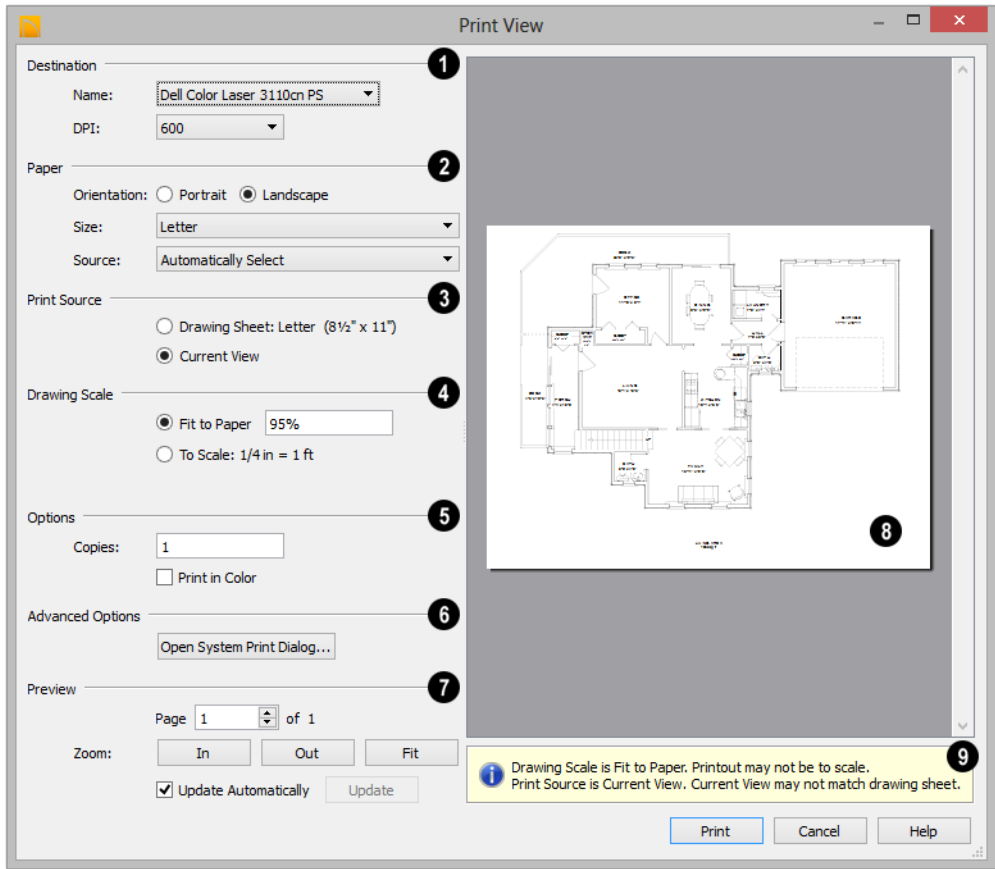 Print View
Destination 1
Name: Dell Color Laser 3110cn PS
DPI: 600
Paper 2
Orientation: Portrait Landscape
Size: Letter
Source: Automatically Select
Print Source 3
Drawing Sheet: Letter (8½" x 11")
Current View
Drawing Scale 4
Fit to Paper 95%
To Scale: 1/4 in = 1 ft
Options 5
Copies: 1
Print in Color
Advanced Options 6
Open System Print Dialog...
Preview 7
Page 1 of 1
Zoom: In Out Fit
Update Automatically Update
8
9
Drawing Scale is Fit to Paper. Printout may not be to scale.
Print Source is Current View. Current View may not match drawing sheet.
Print Cancel Help